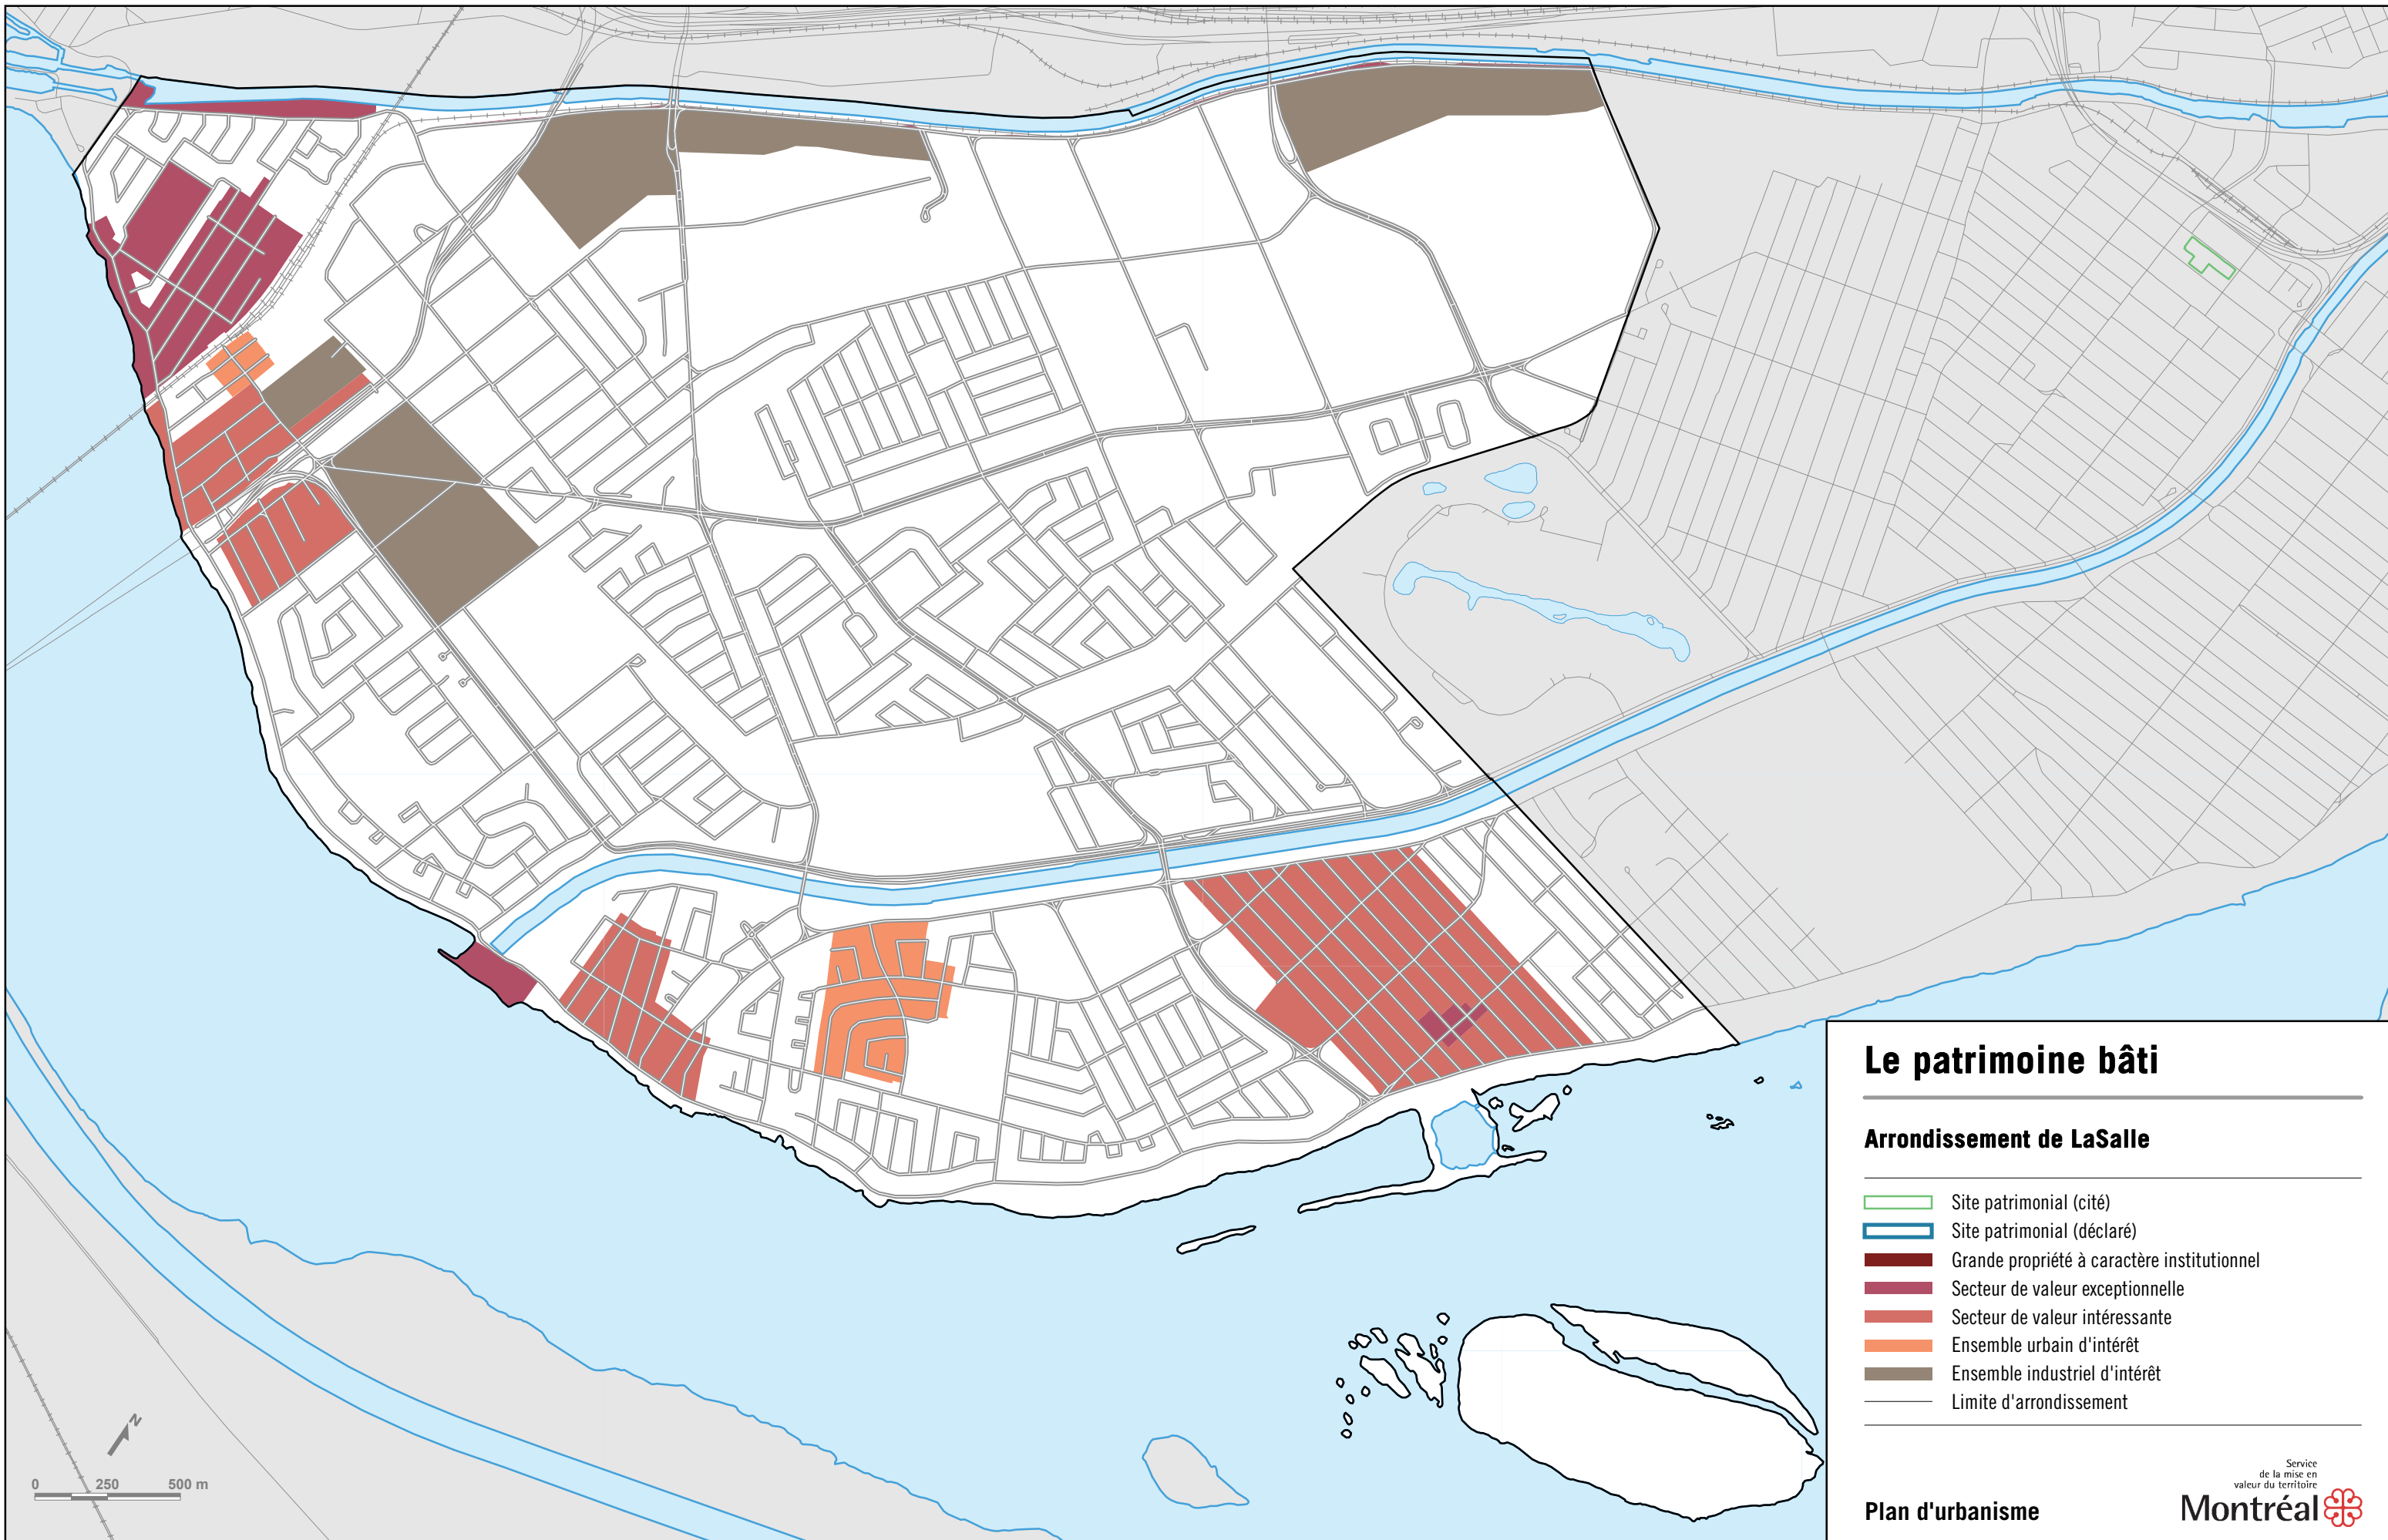 Le patrimoine bâti
Arrondissement de LaSalle
Site patrimonial (cité)
Site patrimonial (déclaré)
Grande propriété à caractère institutionnel
Secteur de valeur exceptionnelle
Secteur de valeur intéressante
Ensemble urbain d'intérêt
Ensemble industriel d'intérêt
Limite d'arrondissement
N
0 250 500 m
Service
de la mise en
valeur du territoire
Plan d'urbanisme
Montréal